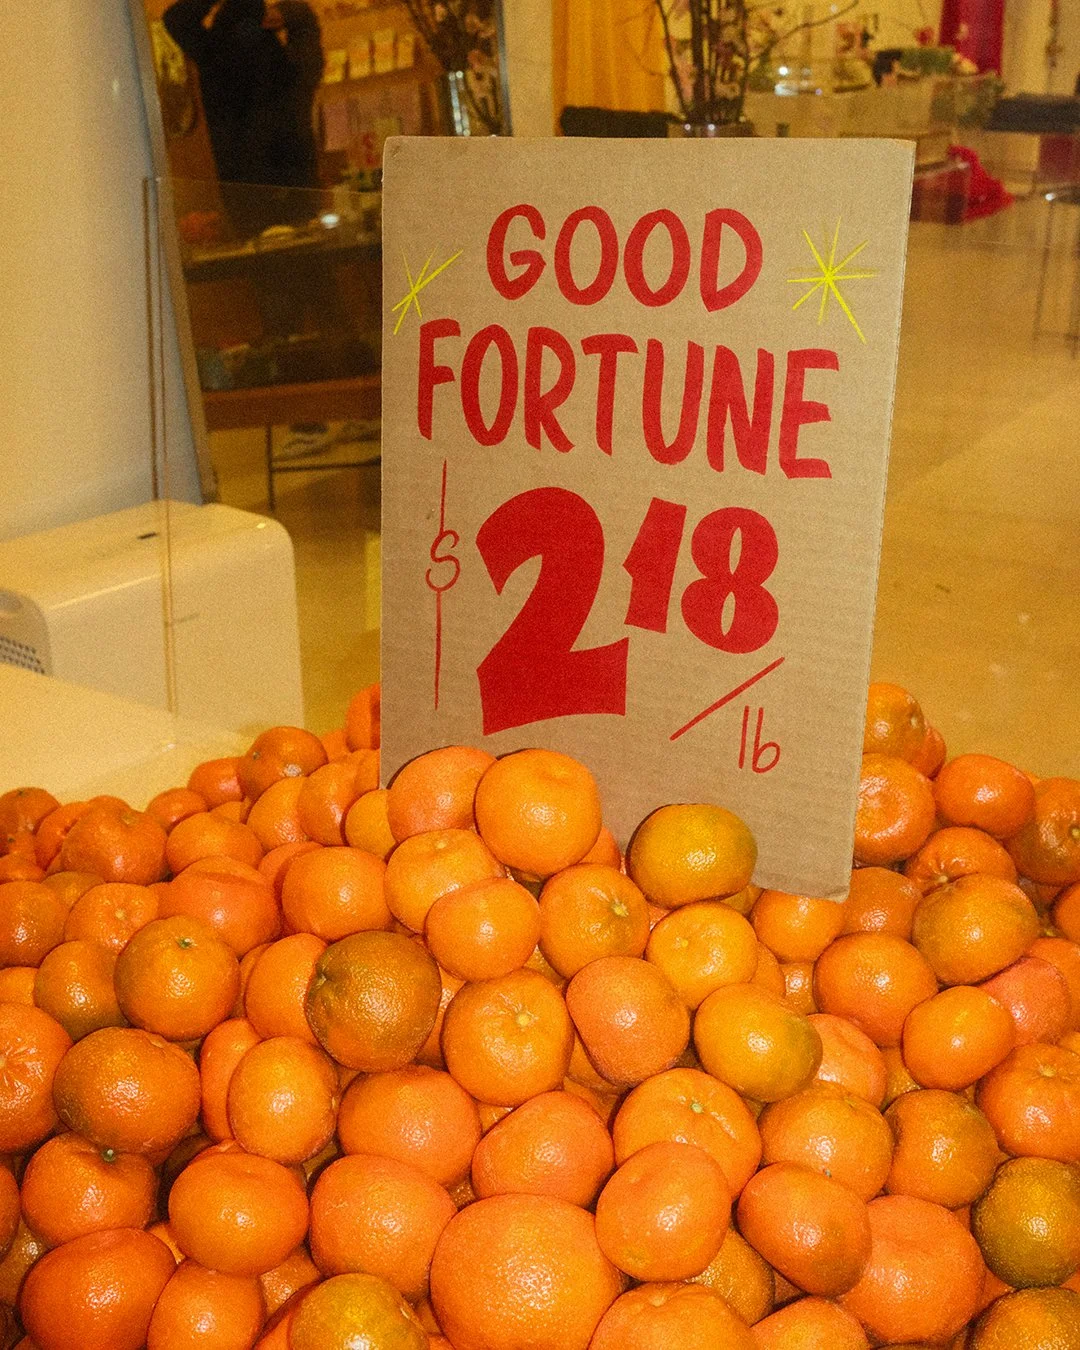 GOOD
FORTUNE
$2 18
/lb